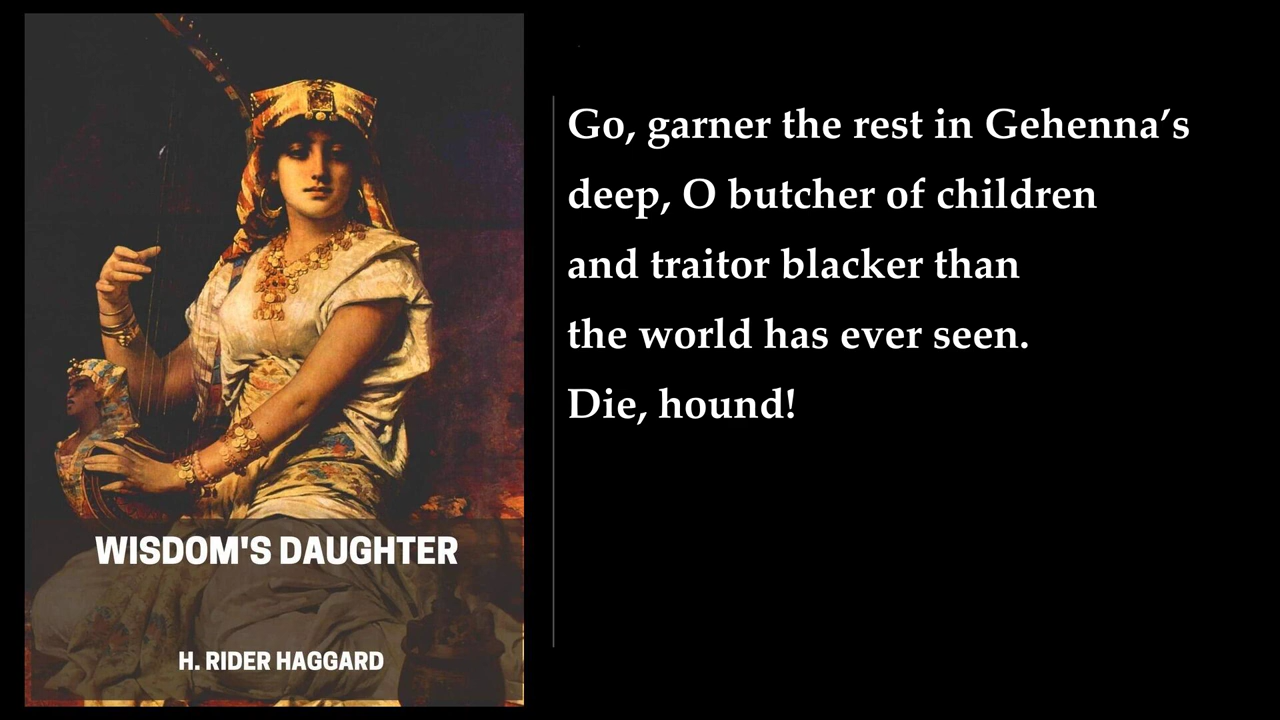 WISDOM'S DAUGHTER
H. RIDER HAGGARD
Go, garner the rest in Gehenna’s
deep, O butcher of children
and traitor blacker than
the world has ever seen.
Die, hound!